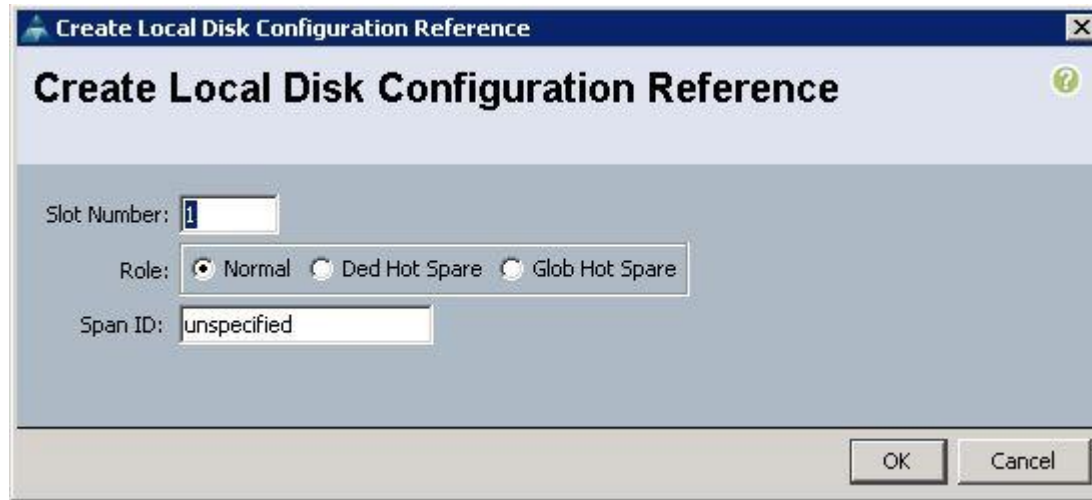 Create Local Disk Configuration Reference
Create Local Disk Configuration Reference
Slot Number: 1
Role: Normal Ded Hot Spare Glob Hot Spare
Span ID: unspecified
OK Cancel